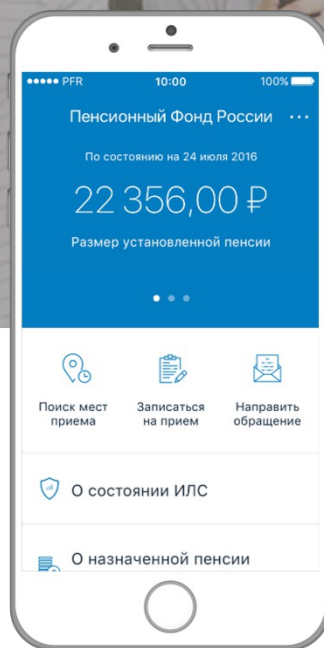 PFR 10:00 100%
Пенсионный Фонд России ...
По состоянию на 24 июля 2016
22 356,00 ₽
Размер установленной пенсии
Поиск мест приема
Записаться на прием
Направить обращение
О состоянии ИЛС
О назначенной пенсии